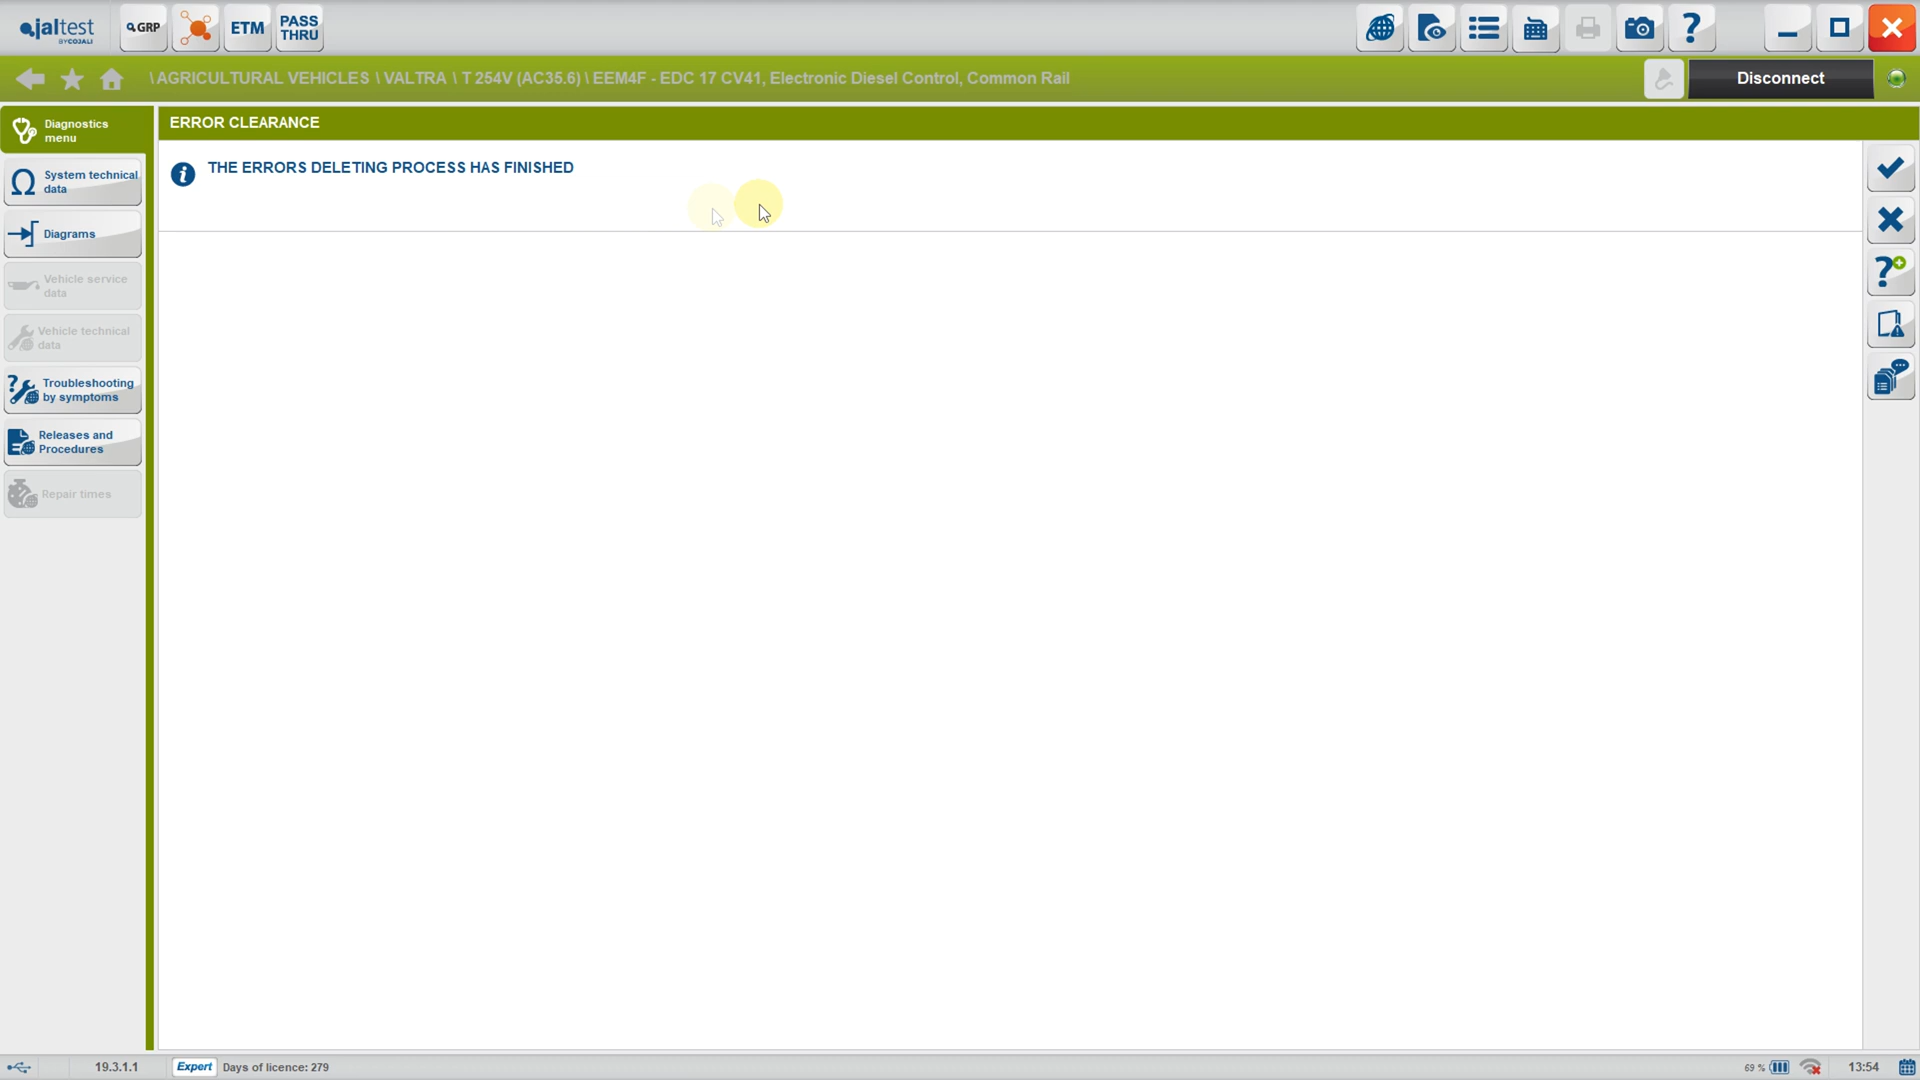 jaltest
BY COJALI
GRP
ETM
PASS
THRU
?
\ AGRICULTURAL VEHICLES \ VALTRA \ T 254V (AC35.6) \ EEM4F - EDC 17 CV41, Electronic Diesel Control, Common Rail
Disconnect
Diagnostics
menu
ERROR CLEARANCE
THE ERRORS DELETING PROCESS HAS FINISHED
System technical
data
Diagrams
Vehicle service
data
Vehicle technical
data
Troubleshooting
by symptoms
Releases and
Procedures
Repair times
19.3.1.1
Expert
Days of licence: 279
69 %
13:54